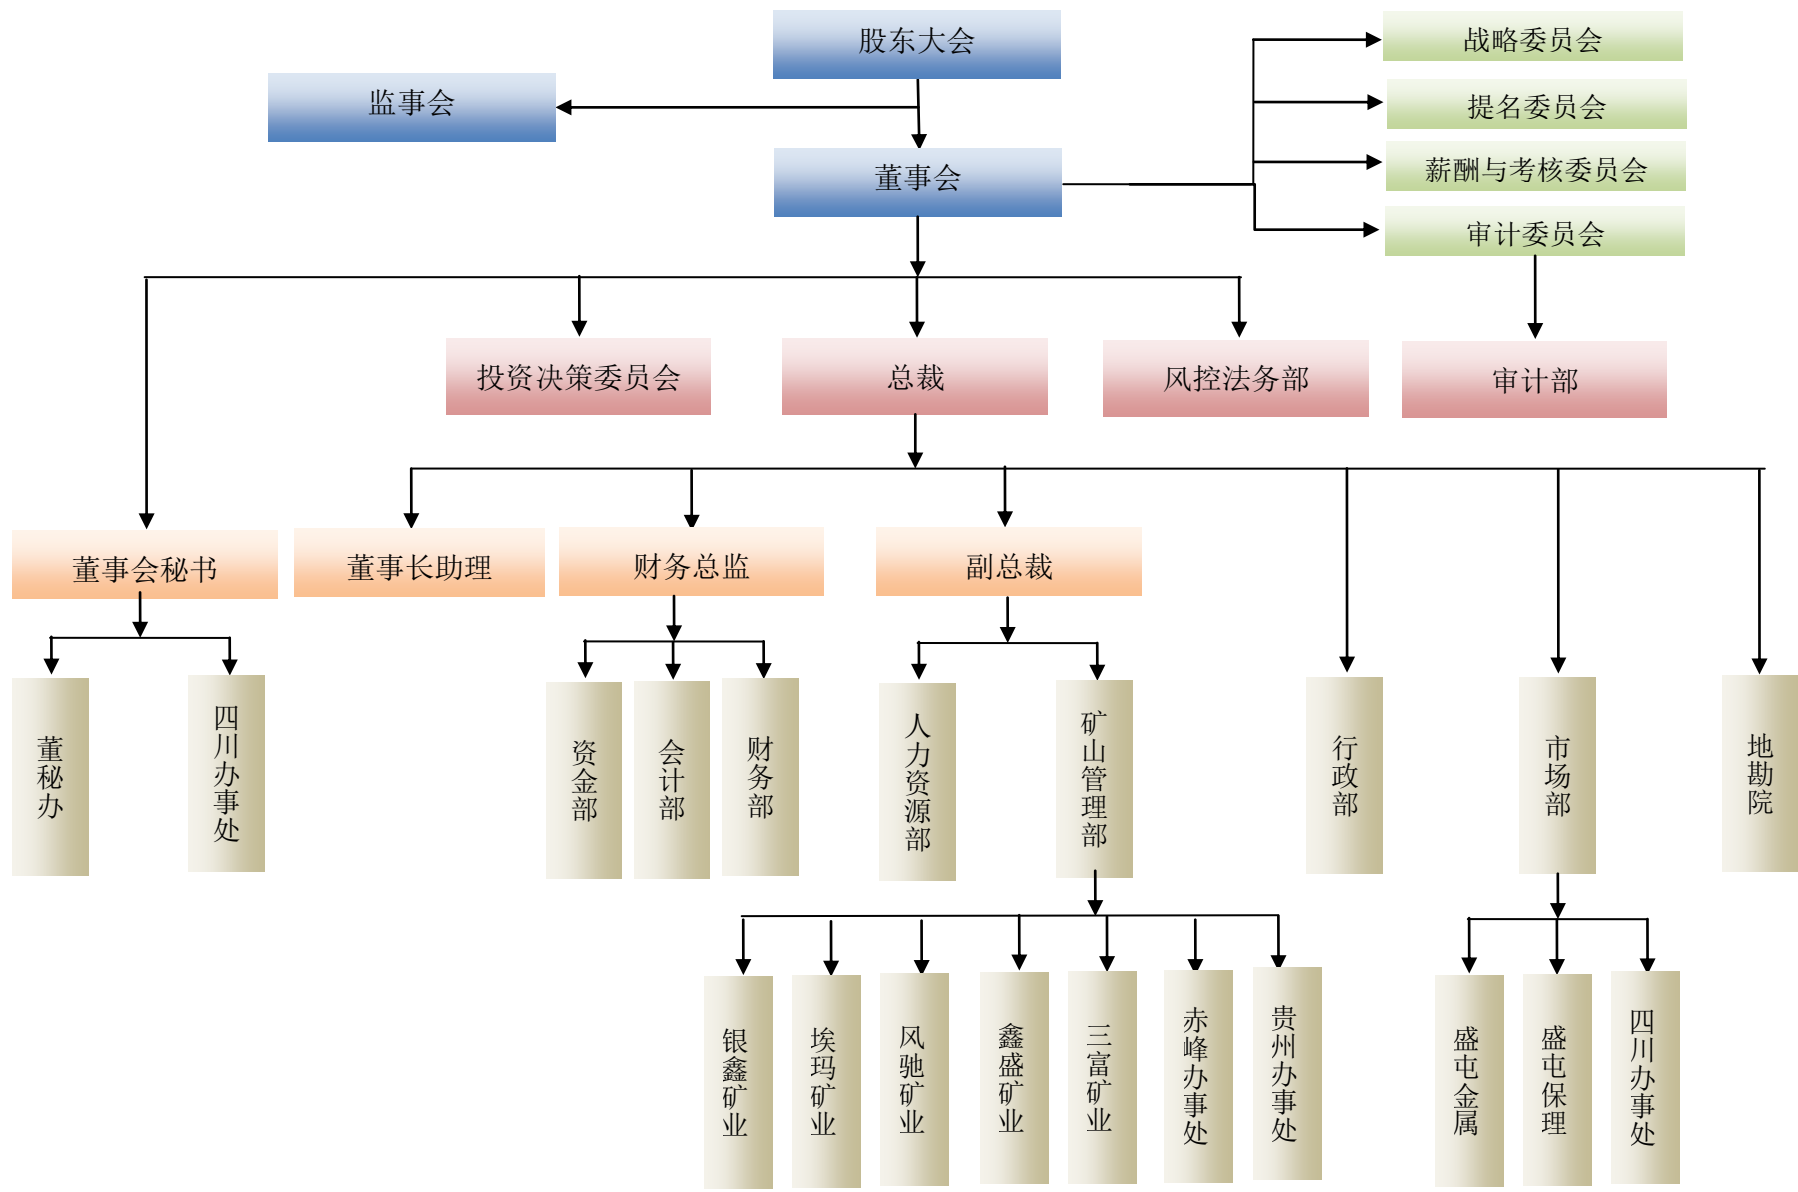 股东大会
监事会
董事会
战略委员会
提名委员会
薪酬与考核委员会
审计委员会
投资决策委员会
总裁
风控法务部
审计部
董事会秘书
董事长助理
财务总监
副总裁
董秘办
四川办事处
资金部
会计部
财务部
人力资源部
矿山管理部
行政部
市场部
地勘院
银鑫矿业
埃玛矿业
风驰矿业
鑫盛矿业
三富矿业
赤峰办事处
贵州办事处
盛屯金属
盛屯保理
四川办事处